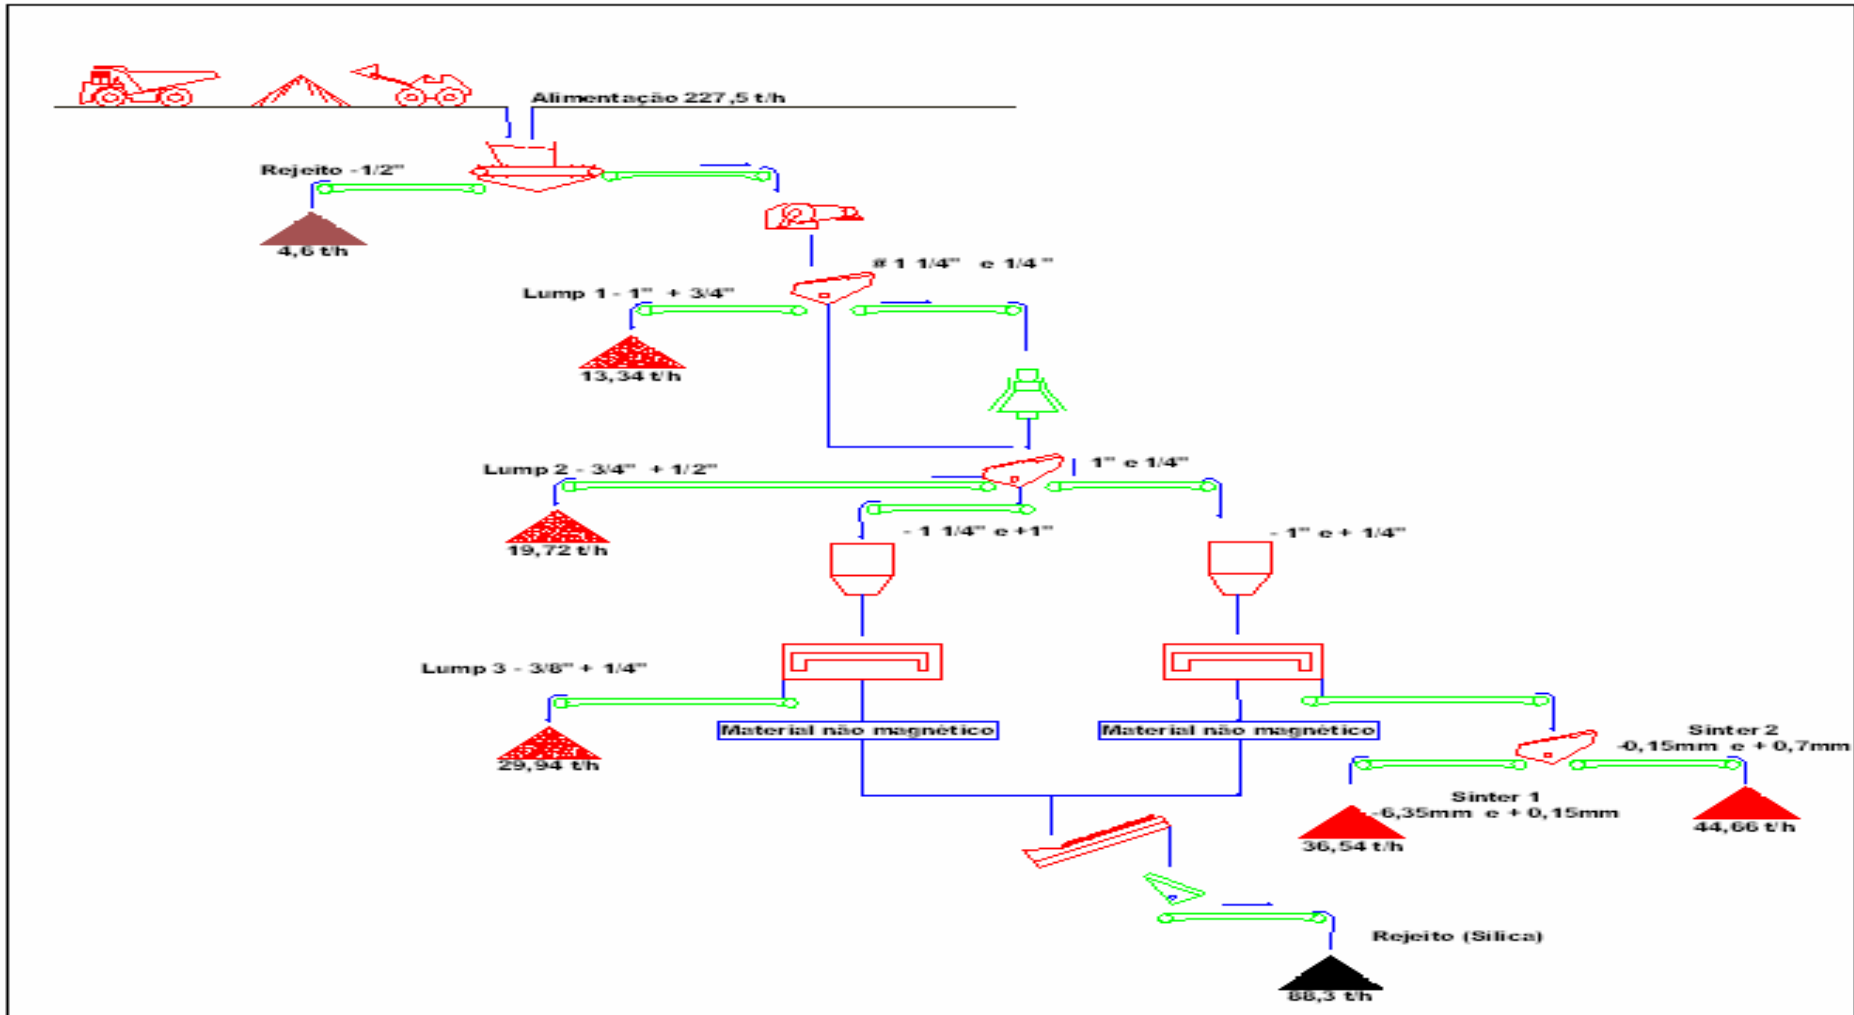 Alimentação 227,5 t/h
Rejeito -1/2"
4,6 t/h
# 1 1/4" e 1/4"
Lump 1 - 1" + 3/4"
13,34 t/h
Lump 2 - 3/4" + 1/2"
1" e 1/4"
19,72 t/h
- 1 1/4" e +1"
- 1" e + 1/4"
Lump 3 - 3/8" + 1/4"
29,94 t/h
Material não magnético
Material não magnético
Sinter 2
-0,15mm e + 0,7mm
Sinter 1
-6,35mm e + 0,15mm
36,54 t/h
44,66 t/h
Rejeito (Sílica)
88,3 t/h